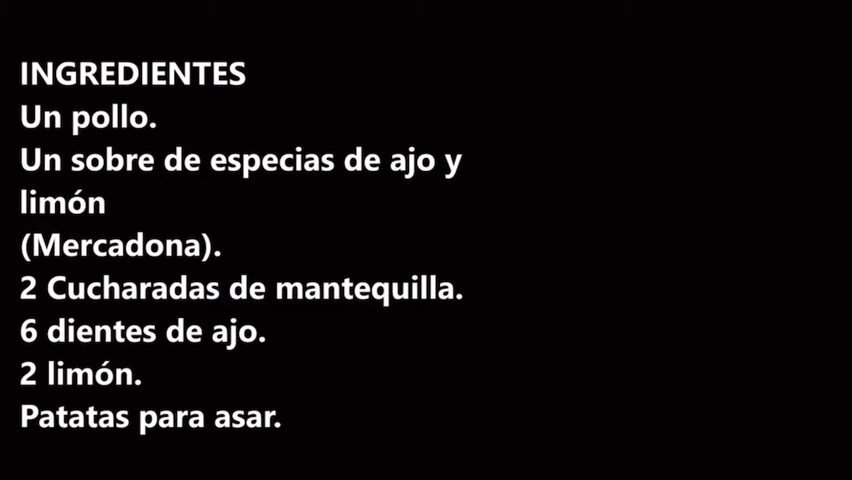 INGREDIENTES
Un pollo.
Un sobre de especias de ajo y
limón
(Mercadona).
2 Cucharadas de mantequilla.
6 dientes de ajo.
2 limón.
Patatas para asar.